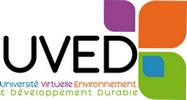 UVED
Université Virtuelle Environnement
& Développement Durable